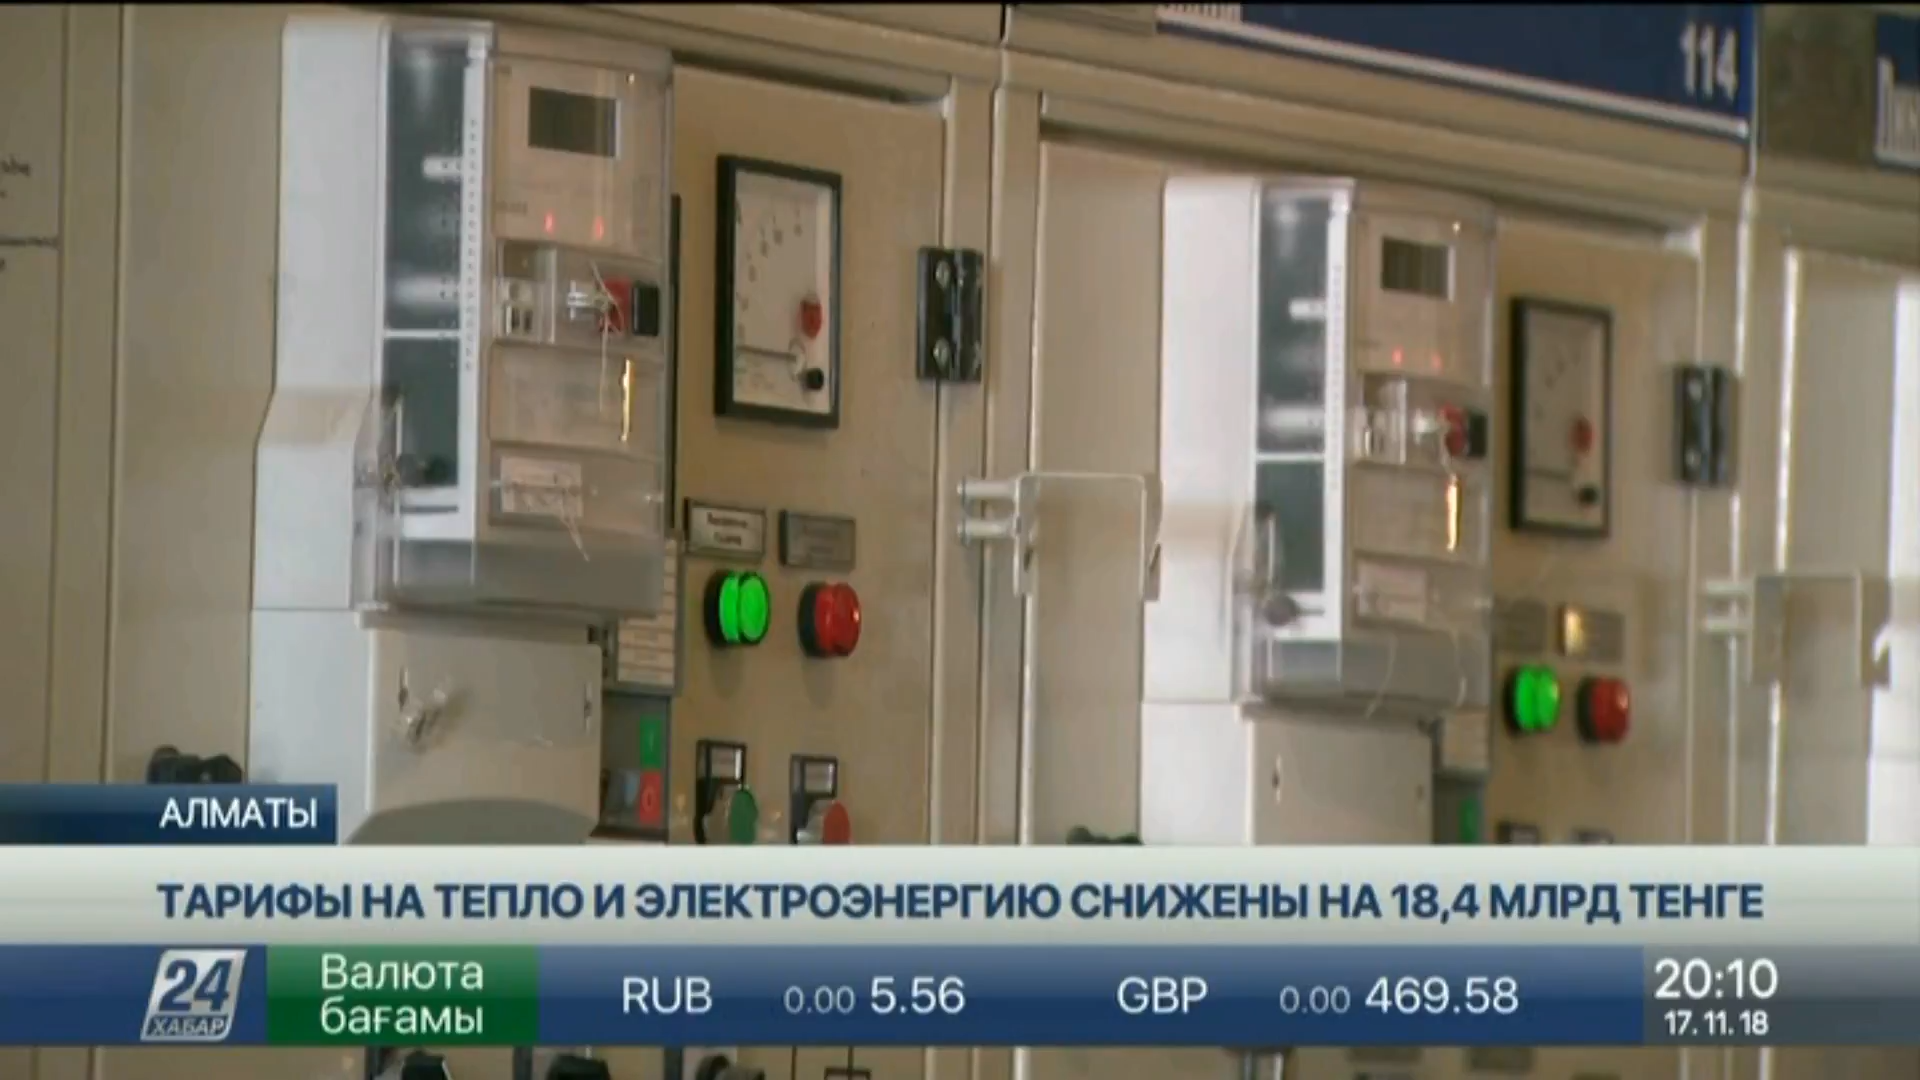 114
АЛМАТЫ
ТАРИФЫ НА ТЕПЛО И ЭЛЕКТРОЭНЕРГИЮ СНИЖЕНЫ НА 18,4 МЛРД ТЕНГЕ
24 ХАБАР
Валюта бағамы
RUB 0.00 5.56 GBP 0.00 469.58
20:10
17.11.18